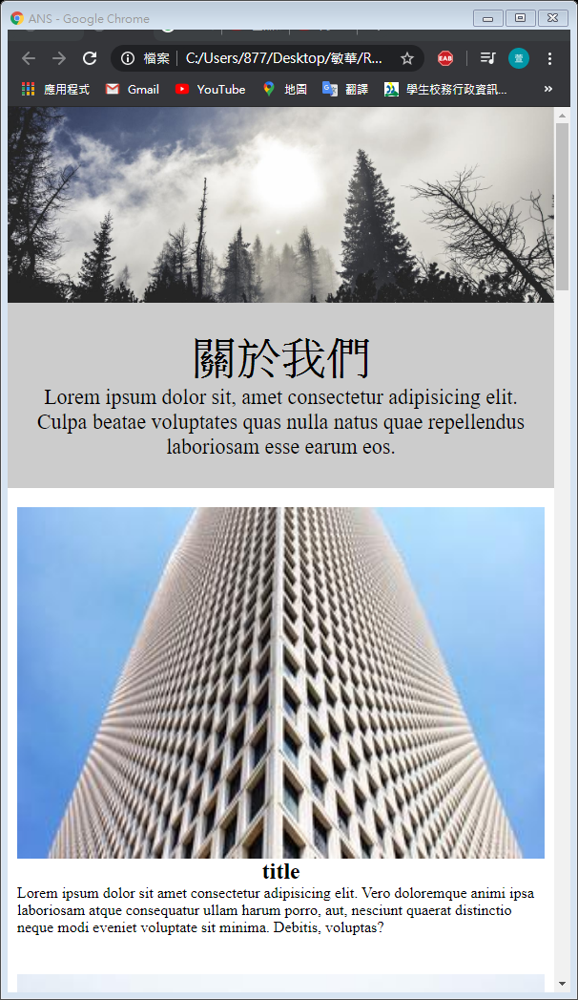 ANS - Google Chrome
檔案 C:/Users/877/Desktop/敏華/R... EAB 萱
應用程式 Gmail YouTube 地圖 翻譯 學生校務行政資訊... »
關於我們
Lorem ipsum dolor sit, amet consectetur adipisicing elit.
Culpa beatae voluptates quas nulla natus quae repellendus
laboriosam esse earum eos.
title
Lorem ipsum dolor sit amet consectetur adipisicing elit. Vero doloremque animi ipsa
laboriosam atque consequatur ullam harum porro, aut, nesciunt quaerat distinctio
neque modi eveniet voluptate sit minima. Debitis, voluptas?